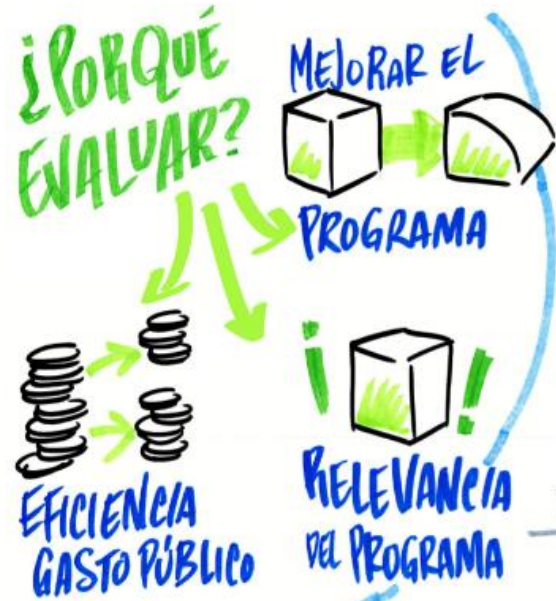 ¿PORQUÉ
EVALUAR?
MEJORAR EL
PROGRAMA
EFICIENCIA
GASTO PÚBLICO
¡ !
RELEVANCIA
DEL PROGRAMA